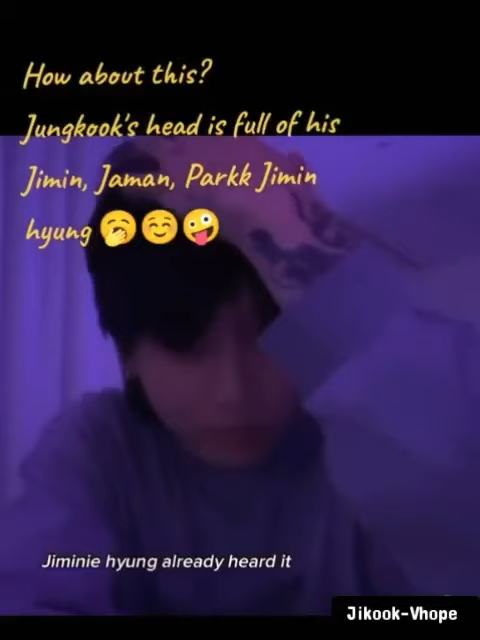 How about this?
Jungkook's head is full of his
Jimin, Jaman, Parkk Jimin
hyung 🥱☺️🤪
Jiminie hyung already heard it
Jikook-Vhope